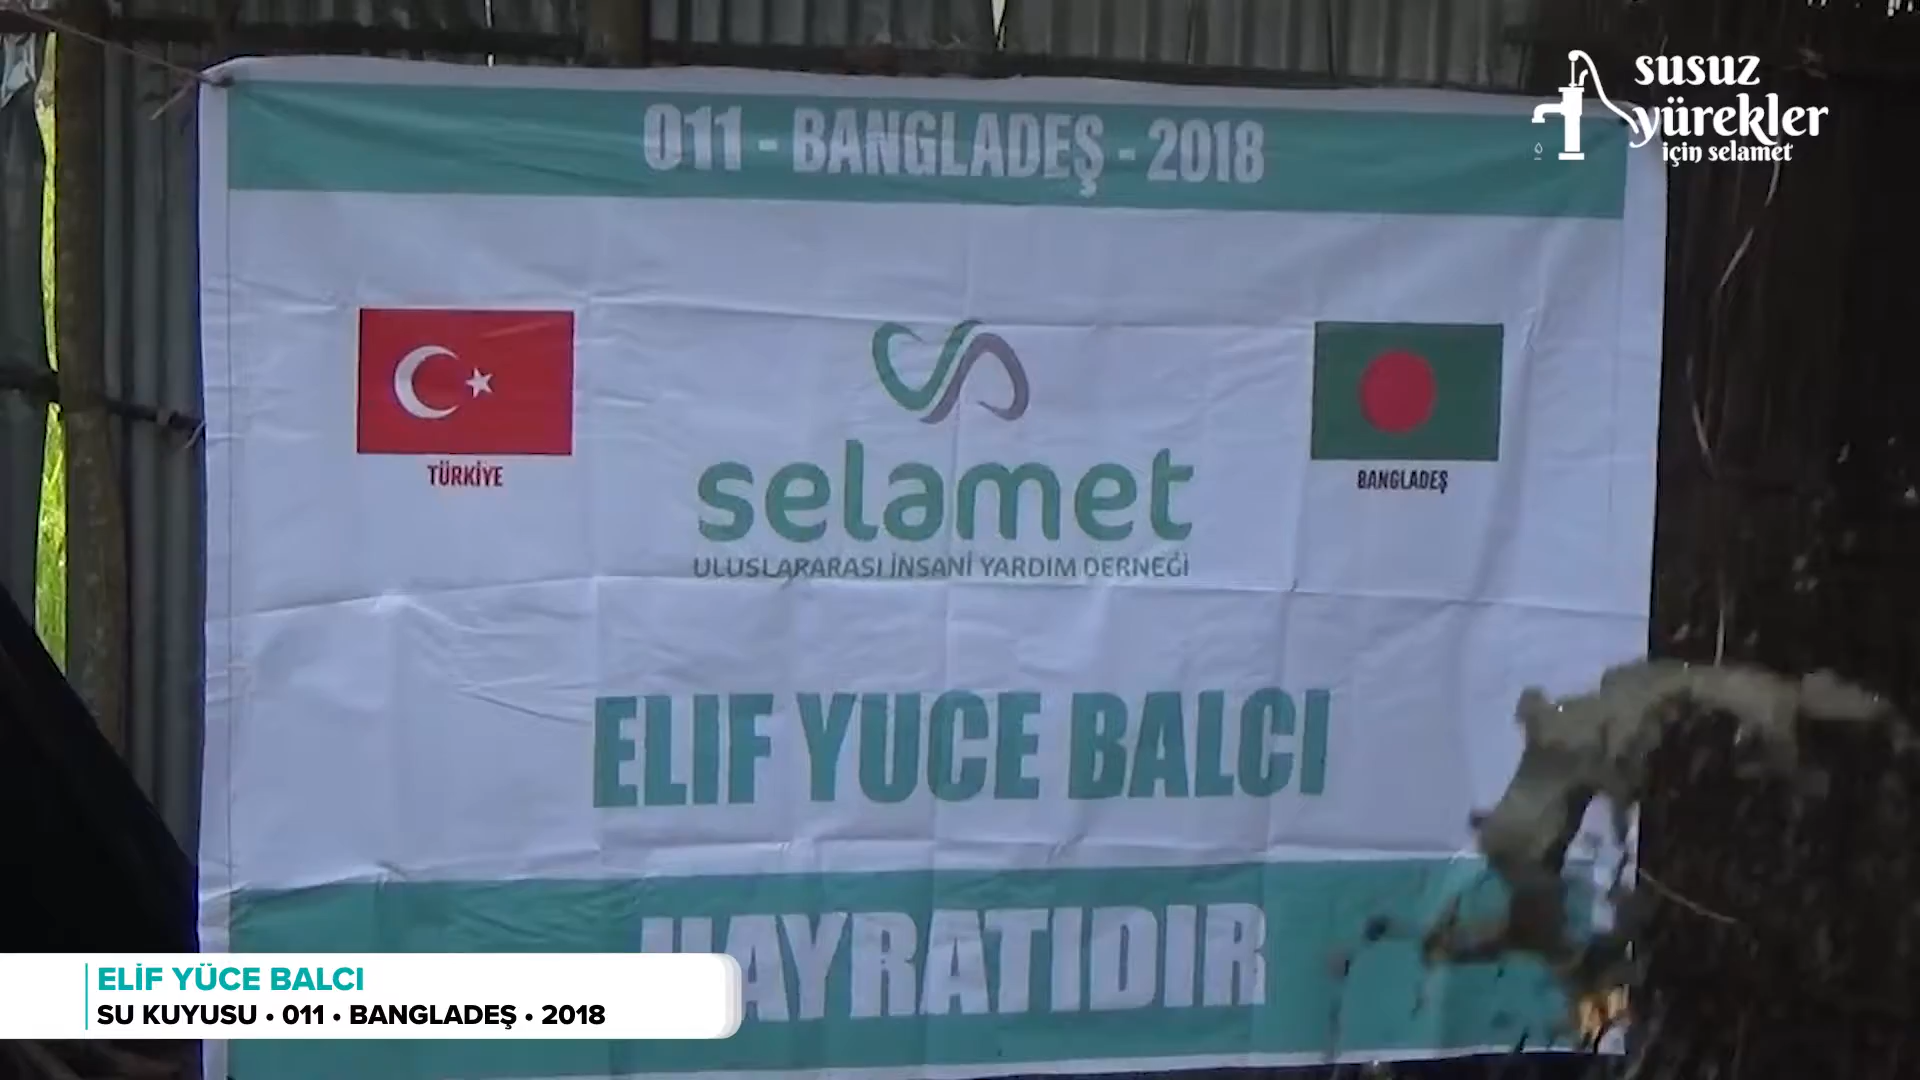 011 - BANGLADEŞ - 2018
susuz
yürekler
için selamet
TÜRKİYE
BANGLADEŞ
selamet
ULUSLARARASI İNSANİ YARDIM DERNEĞİ
ELIF YUCE BALCI
HAYRATIDIR
ELİF YÜCE BALCI
SU KUYUSU • 011 • BANGLADEŞ • 2018